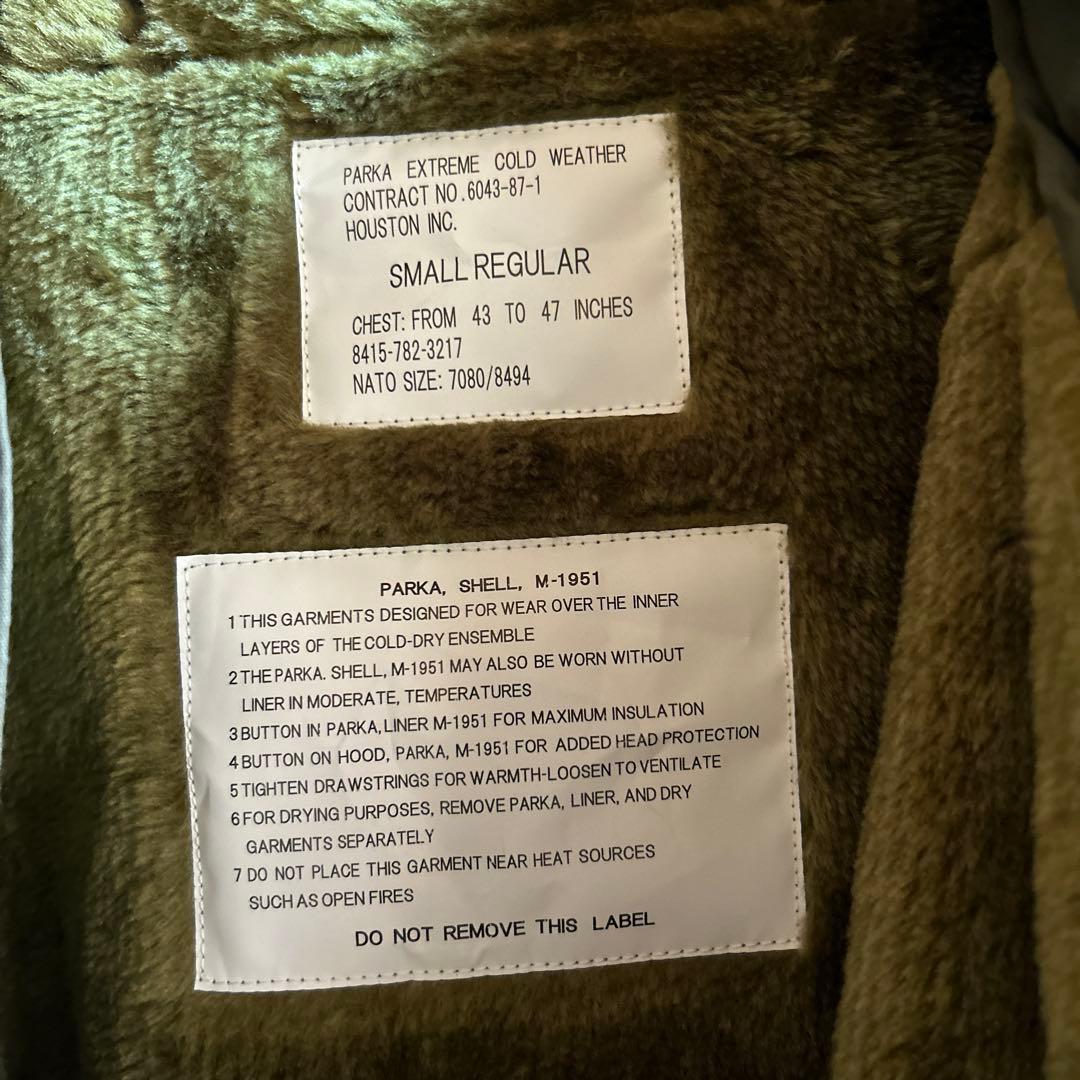 PARKA EXTREME COLD WEATHER
CONTRACT NO.6043-87-1
HOUSTON INC.
SMALL REGULAR
CHEST: FROM 43 TO 47 INCHES
8415-782-3217
NATO SIZE: 7080/8494
PARKA, SHELL, M-1951
1 THIS GARMENTS DESIGNED FOR WEAR OVER THE INNER
LAYERS OF THE COLD-DRY ENSEMBLE
2 THE PARKA. SHELL, M-1951 MAY ALSO BE WORN WITHOUT
LINER IN MODERATE, TEMPERATURES
3 BUTTON IN PARKA, LINER M-1951 FOR MAXIMUM INSULATION
4 BUTTON ON HOOD, PARKA, M-1951 FOR ADDED HEAD PROTECTION
5 TIGHTEN DRAWSTRINGS FOR WARMTH-LOOSEN TO VENTILATE
6 FOR DRYING PURPOSES, REMOVE PARKA, LINER, AND DRY
GARMENTS SEPARATELY
7 DO NOT PLACE THIS GARMENT NEAR HEAT SOURCES
SUCH AS OPEN FIRES
DO NOT REMOVE THIS LABEL